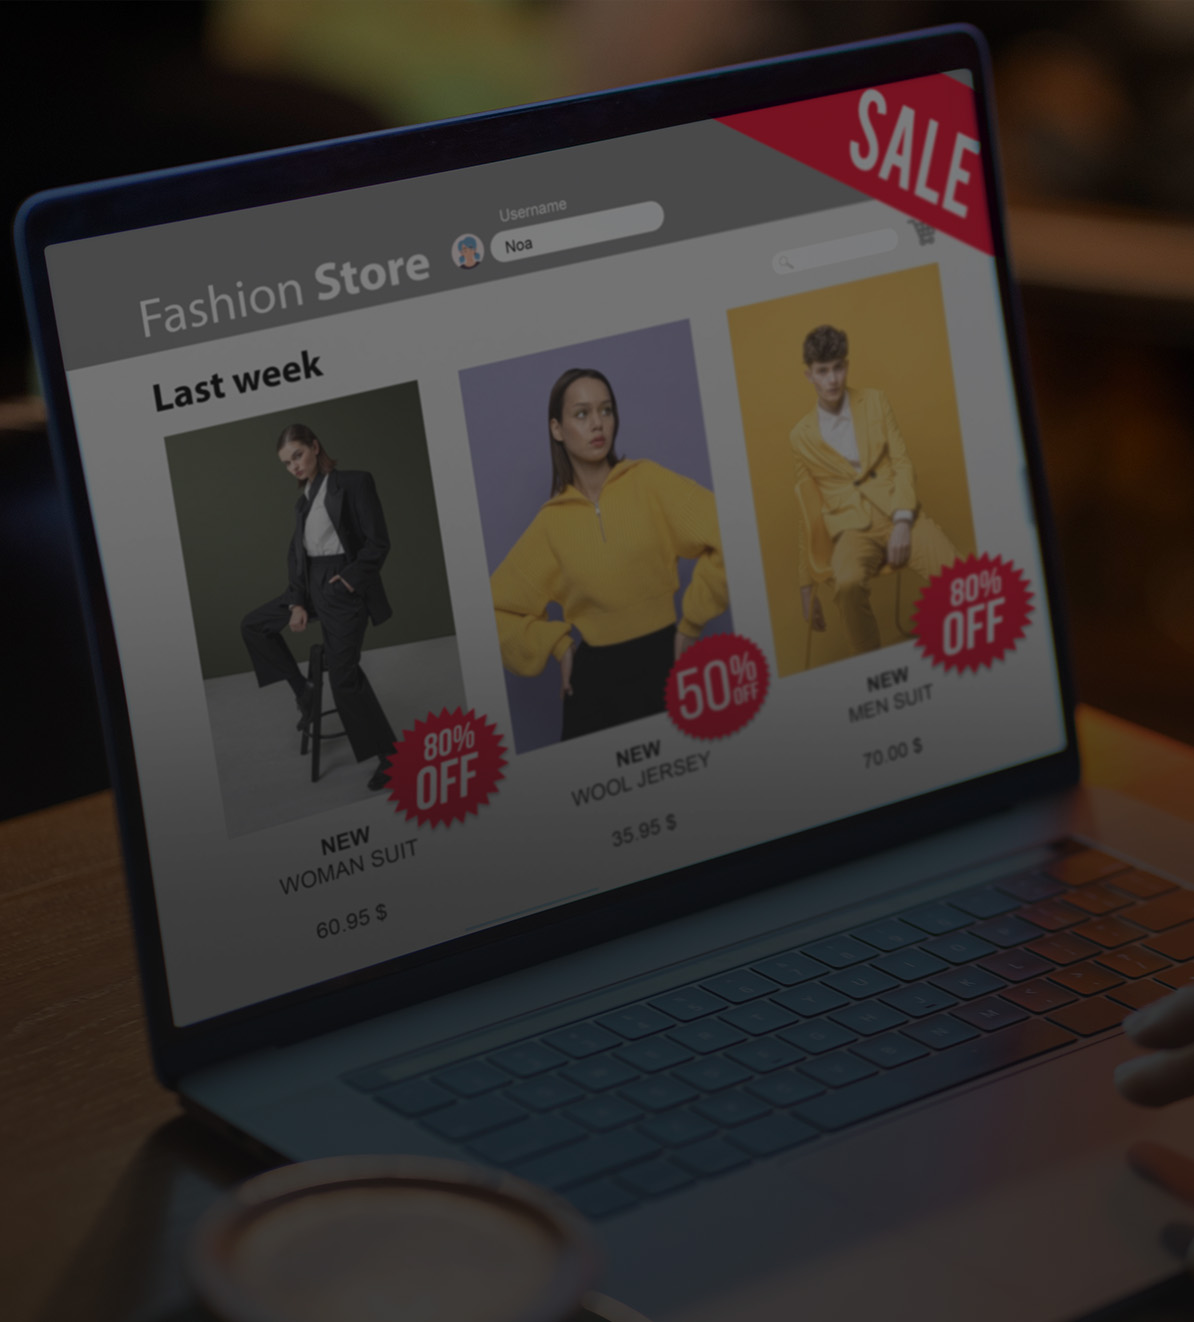 SALE
Username
Noa
Fashion Store
Last week
80%
OFF
NEW
WOMAN SUIT
60.95 $
50%
OFF
NEW
WOOL JERSEY
35.95 $
80%
OFF
NEW
MEN SUIT
70.00 $